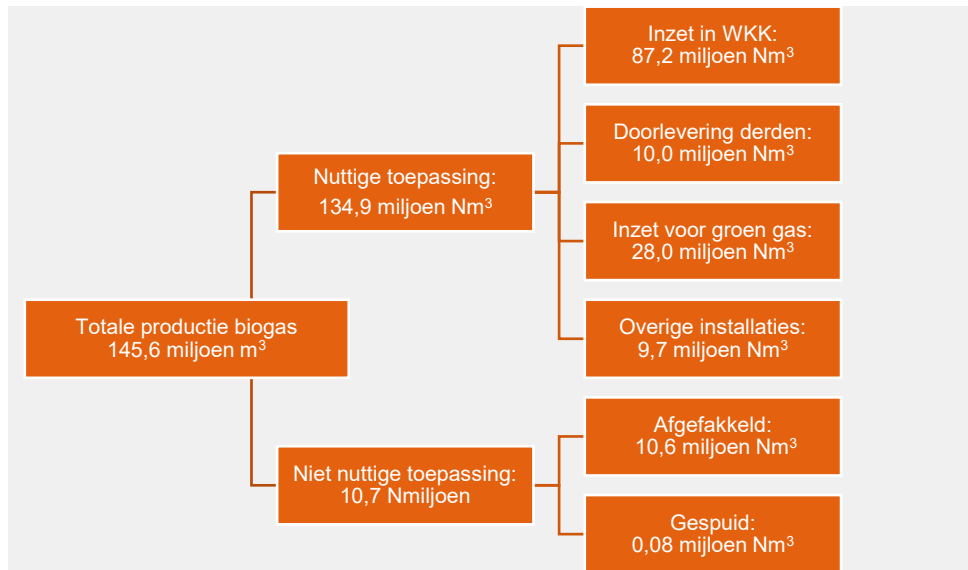 Totale productie biogas
145,6 miljoen m³
Nuttige toepassing:
134,9 miljoen Nm³
Inzet in WKK:
87,2 miljoen Nm³
Doorlevering derden:
10,0 miljoen Nm³
Inzet voor groen gas:
28,0 miljoen Nm³
Overige installaties:
9,7 miljoen Nm³
Niet nuttige toepassing:
10,7 Nmiljoen
Afgefakkeld:
10,6 miljoen Nm³
Gespuid:
0,08 mijloen Nm³